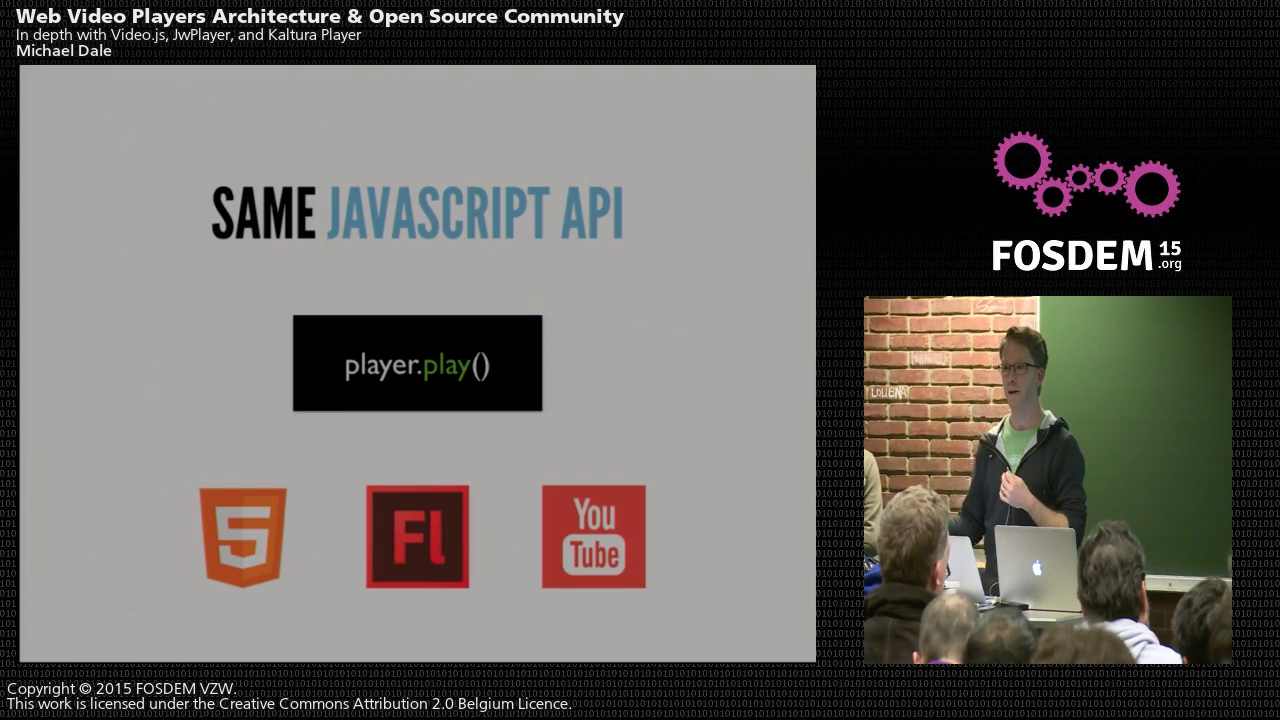 Web Video Players Architecture & Open Source Community
In depth with Video.js, JwPlayer, and Kaltura Player
Michael Dale
SAME JAVASCRIPT API
player.play()
5
Fl
You
Tube
FOSDEM 15
.org
LOUBNA
Copyright © 2015 FOSDEM VZW.
This work is licensed under the Creative Commons Attribution 2.0 Belgium Licence.